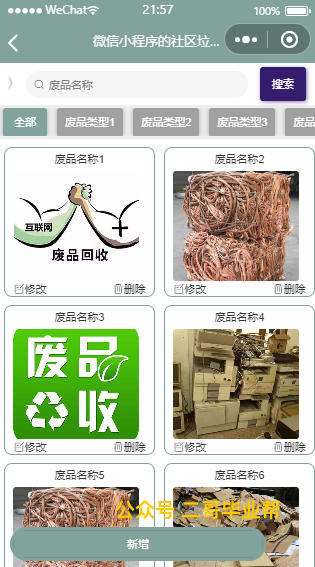 WeChat 21:57 100%
微信小程序的社区垃...
废品名称 搜索
全部 废品类型1 废品类型2 废品类型3 废品
废品名称1 废品名称2
互联网
废品回收
修改 删除 修改 删除
废品名称3 废品名称4
废品
收
修改 删除 修改 删除
废品名称5 废品名称6
公众号:二哥毕业帮
新增